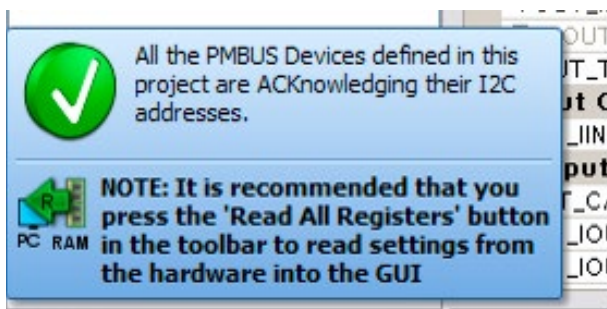 All the PMBUS Devices defined in this
project are ACKnowledging their I2C
addresses.
NOTE: It is recommended that you
press the 'Read All Registers' button
in the toolbar to read settings from
the hardware into the GUI
R
PC RAM